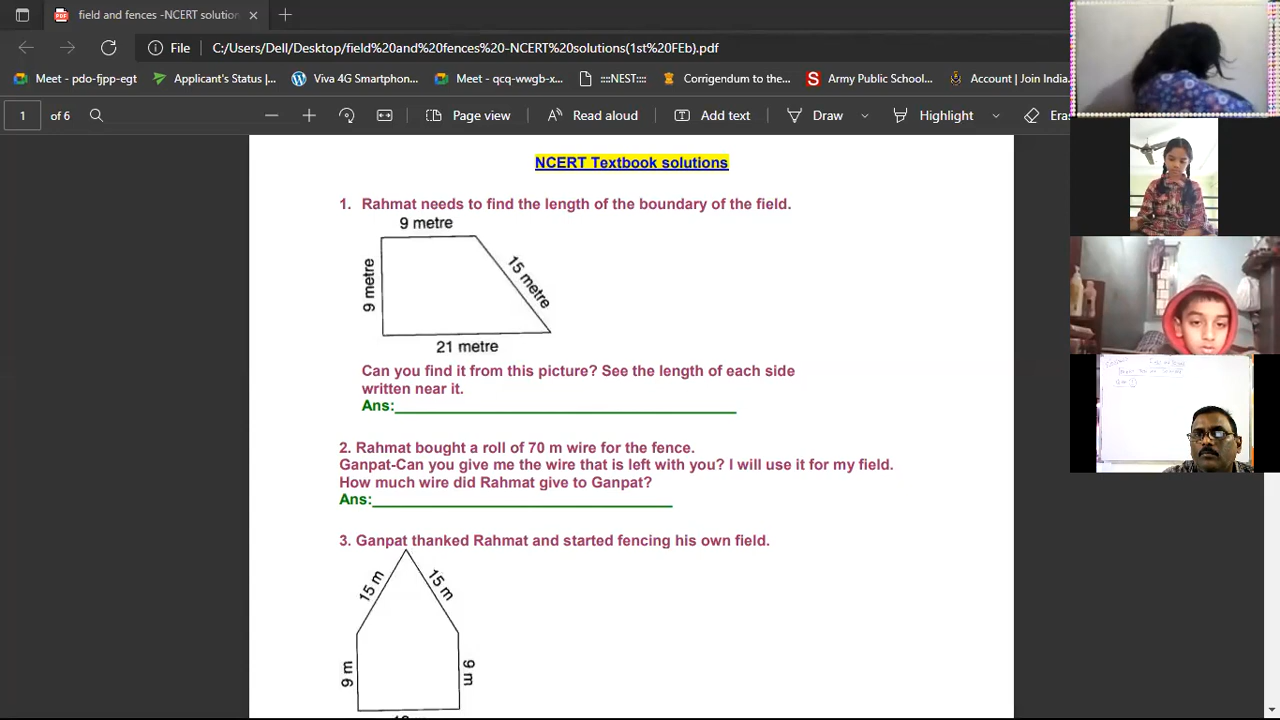 field and fences -NCERT solution
File
C:/Users/Dell/Desktop/field%20and%20fences%20-NCERT%20solutions(1st%20FEb).pdf
Meet - pdo-fjpp-egt
Applicant's Status |...
Win2 4G Smartphon...
:::NESTS:::
Corrigendum to the...
Army Public School...
Account | Join India...
1 of 6
Page view
Read aloud
Add text
Draw
Highlight
NCERT Textbook solutions
1. Rahmat needs to find the length of the boundary of the field.
9 metre
9 metre
15 metre
21 metre
Can you find it from this picture? See the length of each side
written near it.
Ans:
2. Rahmat bought a roll of 70 m wire for the fence.
Ganpat-Can you give me the wire that is left with you? I will use it for my field.
How much wire did Rahmat give to Ganpat?
Ans:
3. Ganpat thanked Rahmat and started fencing his own field.
15 m
15 m
9 m
9 m